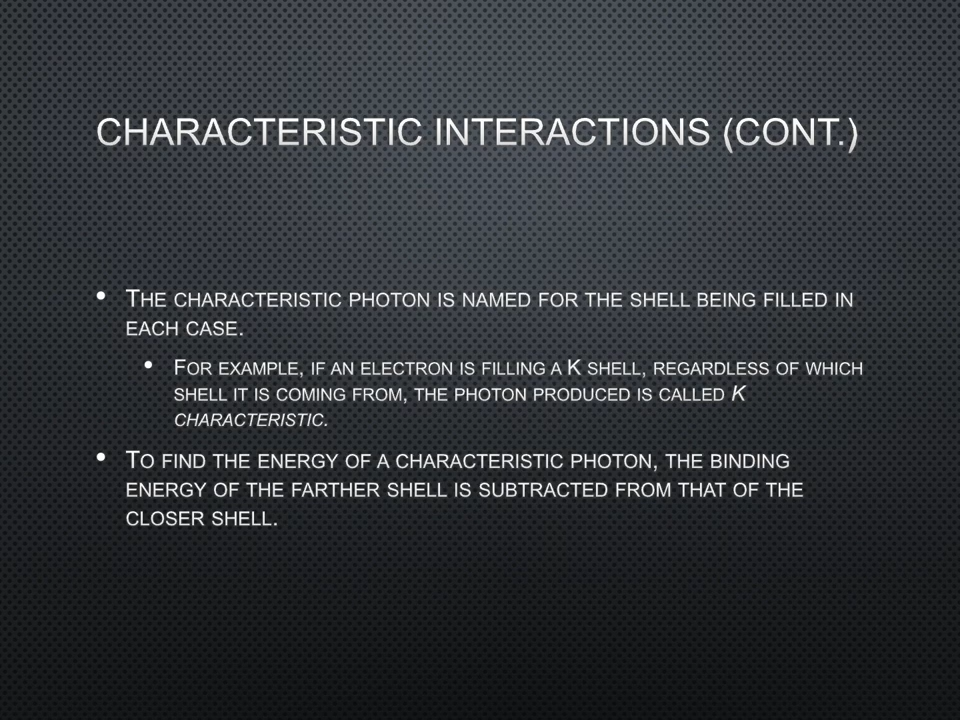 CHARACTERISTIC INTERACTIONS (CONT.)
• THE CHARACTERISTIC PHOTON IS NAMED FOR THE SHELL BEING FILLED IN
EACH CASE.
• FOR EXAMPLE, IF AN ELECTRON IS FILLING A K SHELL, REGARDLESS OF WHICH
SHELL IT IS COMING FROM, THE PHOTON PRODUCED IS CALLED K
CHARACTERISTIC.
• TO FIND THE ENERGY OF A CHARACTERISTIC PHOTON, THE BINDING
ENERGY OF THE FARTHER SHELL IS SUBTRACTED FROM THAT OF THE
CLOSER SHELL.